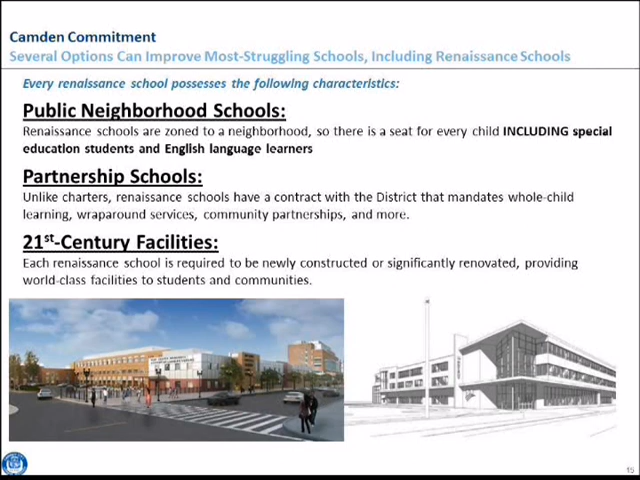 Camden Commitment
Several Options Can Improve Most-Struggling Schools, Including Renaissance Schools
Every renaissance school possesses the following characteristics:
Public Neighborhood Schools:
Renaissance schools are zoned to a neighborhood, so there is a seat for every child INCLUDING special
education students and English language learners
Partnership Schools:
Unlike charters, renaissance schools have a contract with the District that mandates whole-child
learning, wraparound services, community partnerships, and more.
21st-Century Facilities:
Each renaissance school is required to be newly constructed or significantly renovated, providing
world-class facilities to students and communities.
15